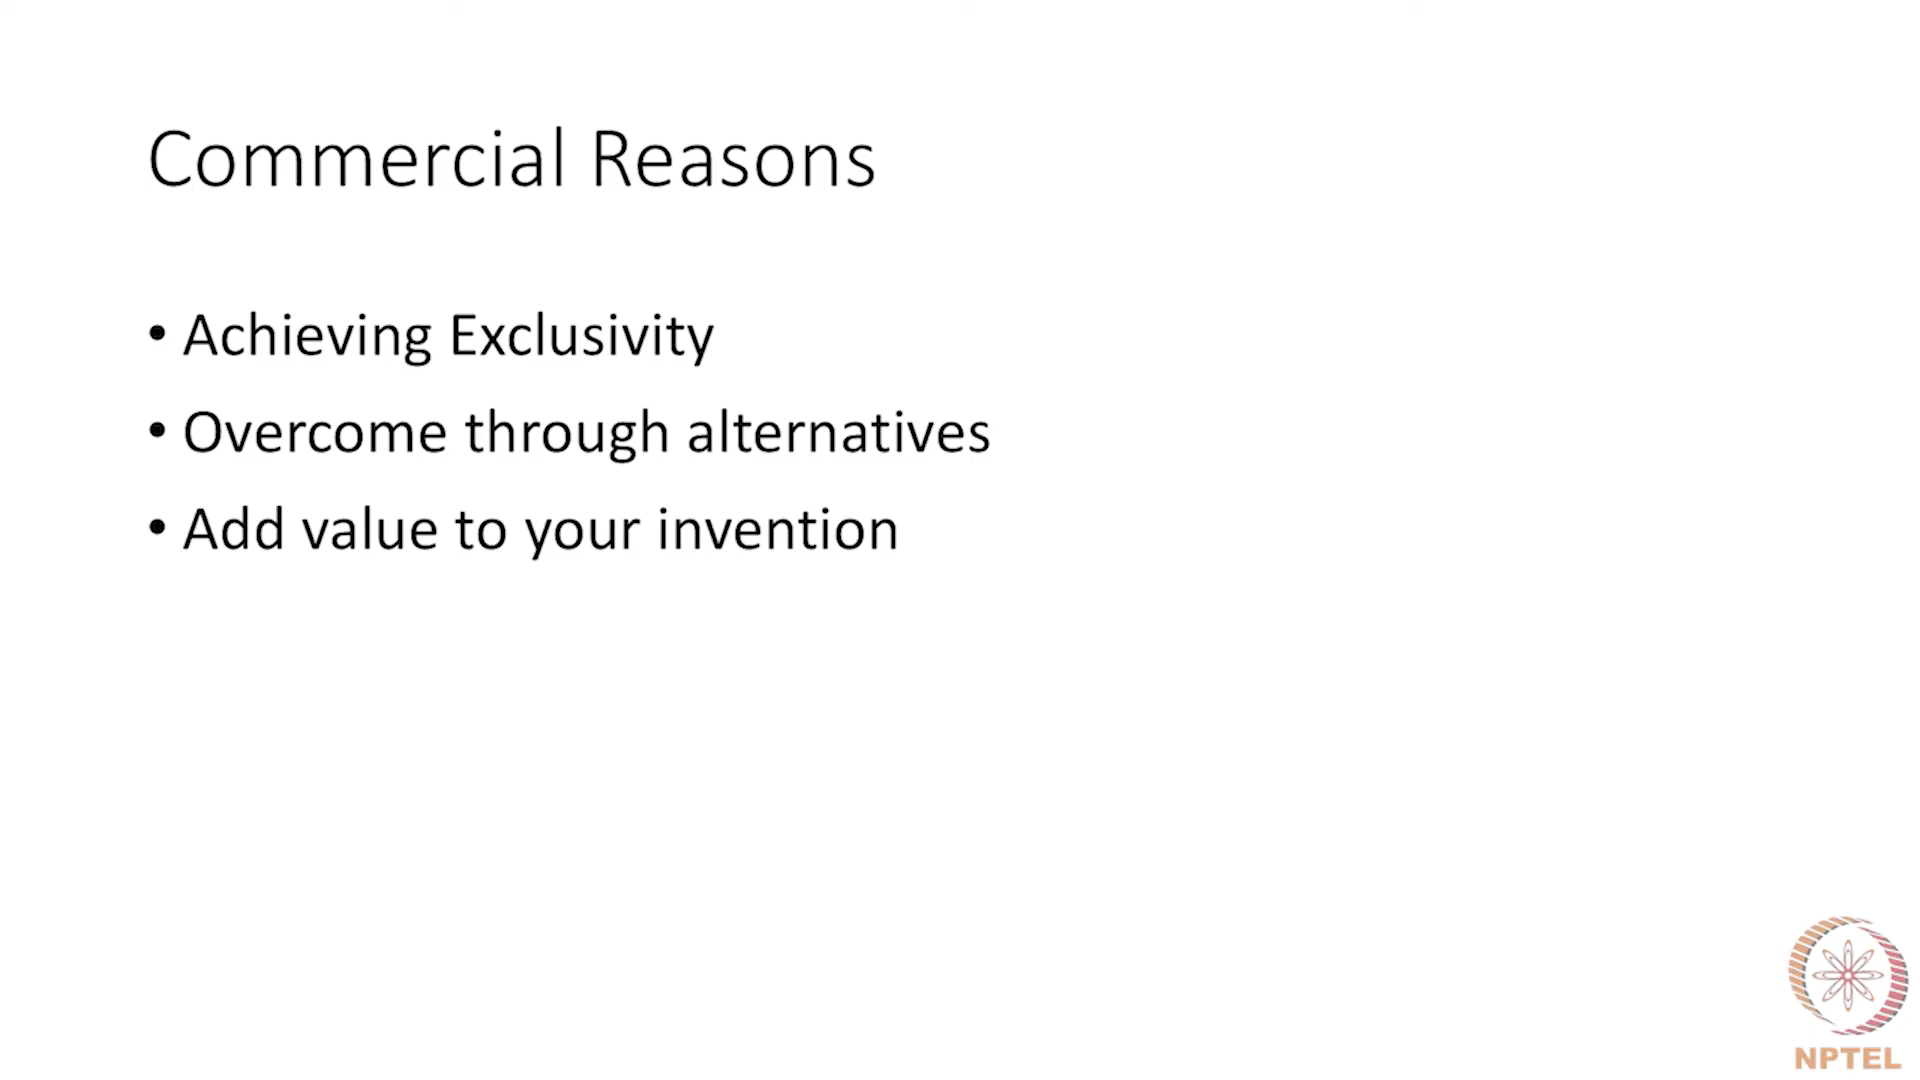 Commercial Reasons
• Achieving Exclusivity
• Overcome through alternatives
• Add value to your invention
NPTEL